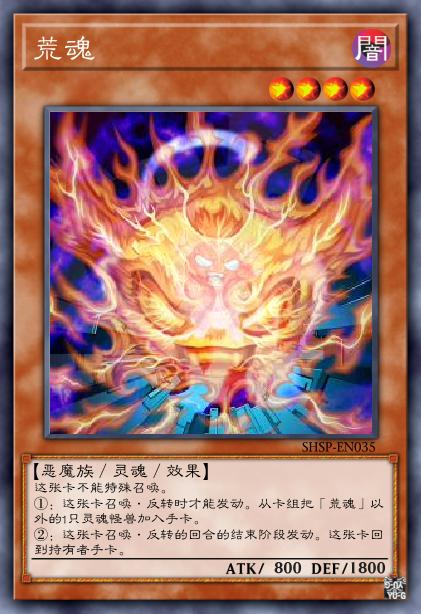 荒魂
闇
SHSP-EN035
【恶魔族／灵魂／效果】
这张卡不能特殊召唤。
①：这张卡召唤·反转时才能发动。从卡组把「荒魂」以
外的1只灵魂怪兽加入手卡。
②：这张卡召唤·反转的回合的结束阶段发动。这张卡回
到持有者手卡。
ATK/ 800 DEF/1800